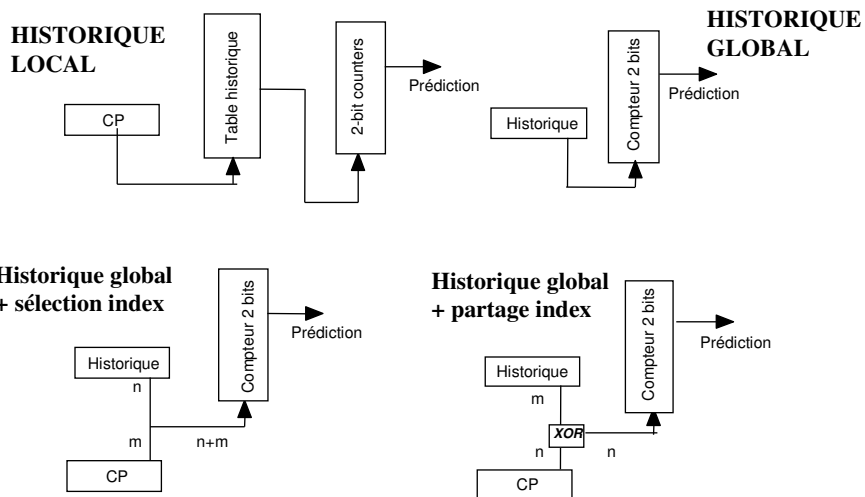 HISTORIQUE
LOCAL
CP
Table historique
2-bit counters
Prédiction
HISTORIQUE
GLOBAL
Historique
Compteur 2 bits
Prédiction
Historique global
+ sélection index
Historique
n
m
n+m
CP
Compteur 2 bits
Prédiction
Historique global
+ partage index
Historique
m
XOR
n
n
CP
Compteur 2 bits
Prédiction